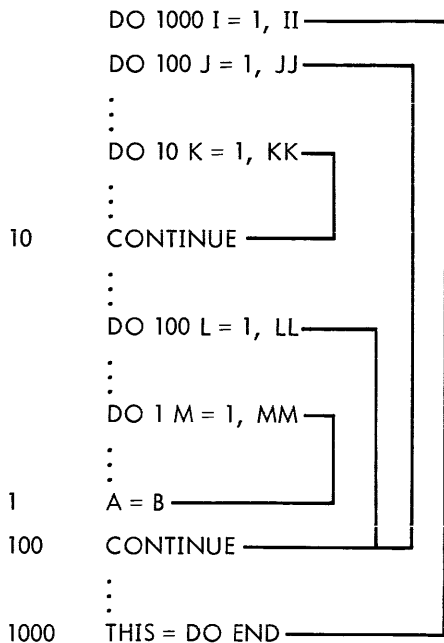 DO 1000 I = 1, II
DO 100 J = 1, JJ
⋮
DO 10 K = 1, KK
⋮
10 CONTINUE
⋮
DO 100 L = 1, LL
⋮
DO 1 M = 1, MM
⋮
1 A = B
100 CONTINUE
⋮
1000 THIS = DO END